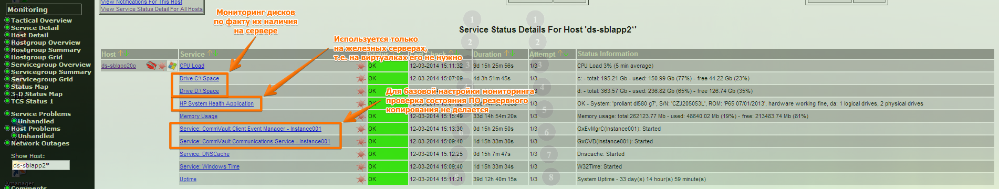 Monitoring
Tactical Overview
Service Detail
Host Detail
Hostgroup Overview
Hostgroup Summary
Hostgroup Grid
Servicegroup Overview
Servicegroup Summary
Servicegroup Grid
Status Map
3-D Status Map
TCS Status 1
Service Problems
Unhandled
Host Problems
Unhandled
Network Outages
Show Host:
ds-sblapp2*
Xmanager
Comments
View Notifications For This Host
View Service Status Detail For All Hosts
Мониторинг дисков
по факту их наличия
на сервере
Используется только
на железных серверах,
т.е. на виртуалках его не нужно
Для базовой настройки мониторинга
проверка состояния ПО резервного
копирования не делается
Service Status Details For Host 'ds-sblapp2*'
Host Service Status Last Check Duration Attempt Status Information
ds-sblapp20p CPU Load OK 12-03-2014 15:11:32 9d 15h 25m 56s 1/3 CPU Load 3% (5 min average)
Drive C:\ Space OK 12-03-2014 15:07:09 4d 3h 51m 45s 1/3 c: - total: 195.21 Gb - used: 150.99 Gb (77%) - free 44.22 Gb (23%)
Drive D:\ Space OK 1/3 d: - total: 363.57 Gb - used: 236.82 Gb (65%) - free 126.74 Gb (35%)
HP System Health Application OK 1/3 OK - System: 'proliant dl580 g7', S/N: 'CZJ205053L', ROM: 'P65 07/01/2013', hardware working fine, da: 1 logical drives, 2 physical drives
Memory Usage OK 12-03-2014 15:15:49 33d 14h 54m 20s 1/3 Memory usage: total:262123.77 Mb - used: 48640.02 Mb (19%) - free: 213483.74 Mb (81%)
Service: CommVault Client Event Manager - Instance001 OK 12-03-2014 15:13:30 0d 15h 25m 50s 1/3 GxEvMgrC(Instance001): Started
Service: CommVault Communications Service - Instance001 OK 12-03-2014 15:09:40 1d 15h 33m 30s 1/3 GxCVD(Instance001): Started
Service: DNSCache OK 12-03-2014 15:12:25 0d 15h 7m 47s 1/3 Dnscache: Started
Service: Windows Time OK 12-03-2014 15:09:40 1d 15h 33m 34s 1/3 W32Time: Started
Uptime OK 12-03-2014 15:11:21 39d 12h 40m 15s 1/3 System Uptime - 33 day(s) 14 hour(s) 59 minute(s)
1 1
2 2
3 3
4 4
5
6 6
7 7
8 8